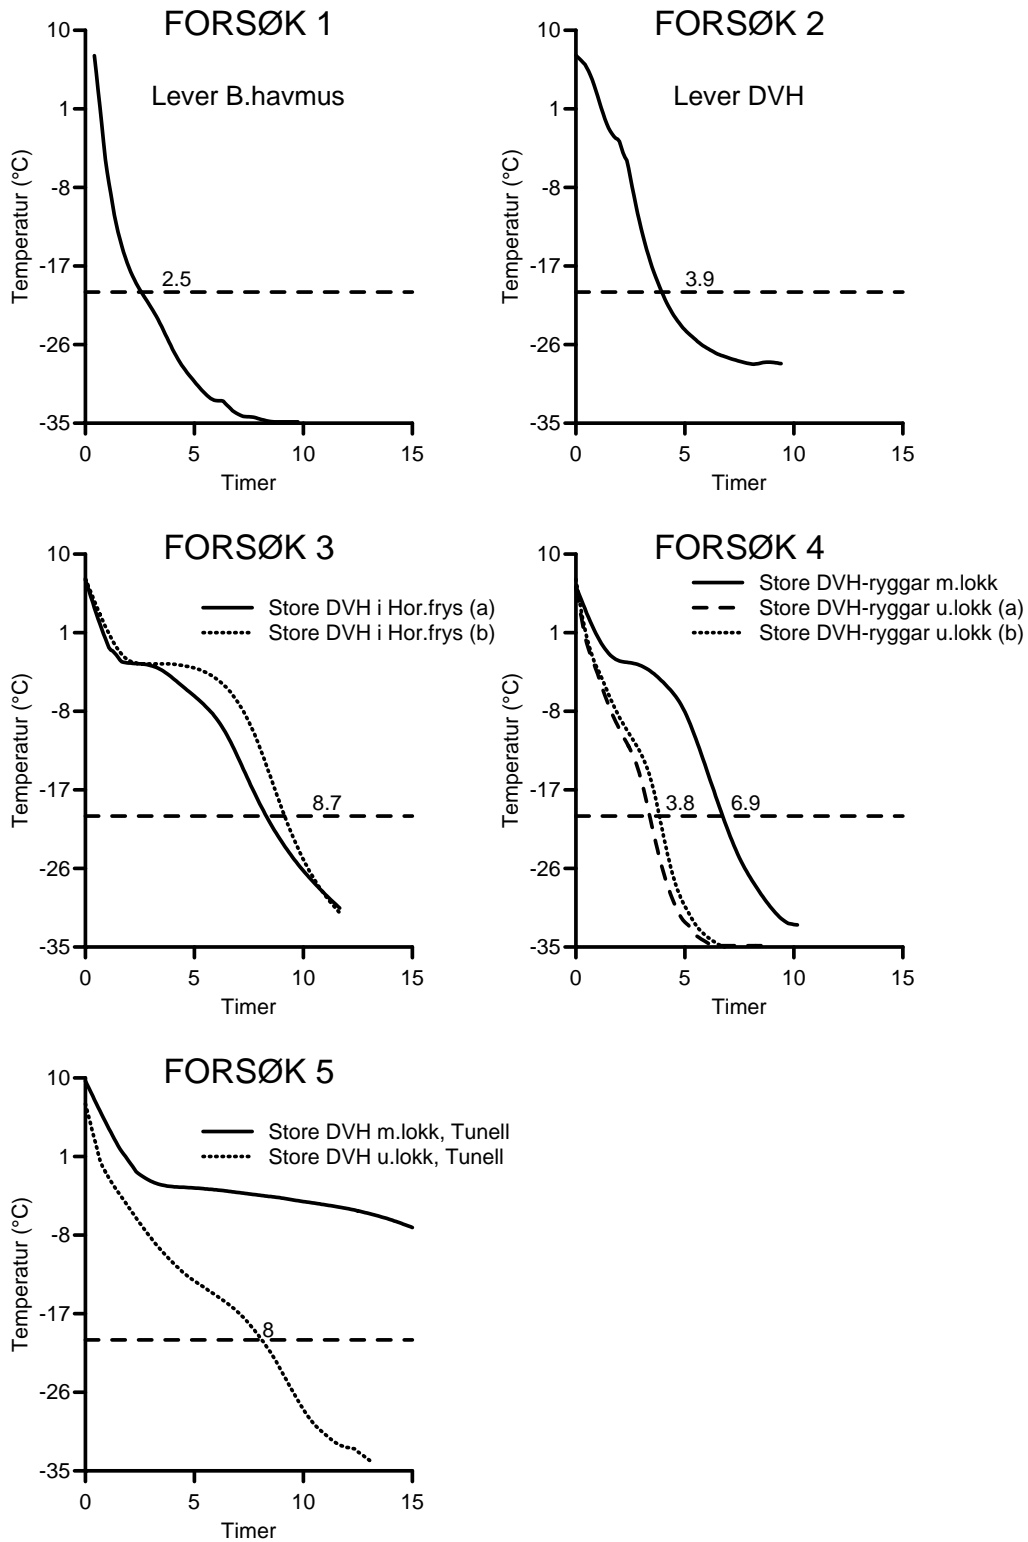 FORSØK 1
Lever B.havmus
10
1
-8
-17
-26
-35
Temperatur (°C)
2.5
0
5
10
15
Timer
FORSØK 2
Lever DVH
10
1
-8
-17
-26
-35
Temperatur (°C)
3.9
0
5
10
15
Timer
FORSØK 3
Store DVH i Hor.frys (a)
Store DVH i Hor.frys (b)
10
1
-8
-17
-26
-35
Temperatur (°C)
8.7
0
5
10
15
Timer
FORSØK 4
Store DVH-ryggar m.lokk
Store DVH-ryggar u.lokk (a)
Store DVH-ryggar u.lokk (b)
10
1
-8
-17
-26
-35
Temperatur (°C)
3.8
6.9
0
5
10
15
Timer
FORSØK 5
Store DVH m.lokk, Tunell
Store DVH u.lokk, Tunell
10
1
-8
-17
-26
-35
Temperatur (°C)
8
0
5
10
15
Timer